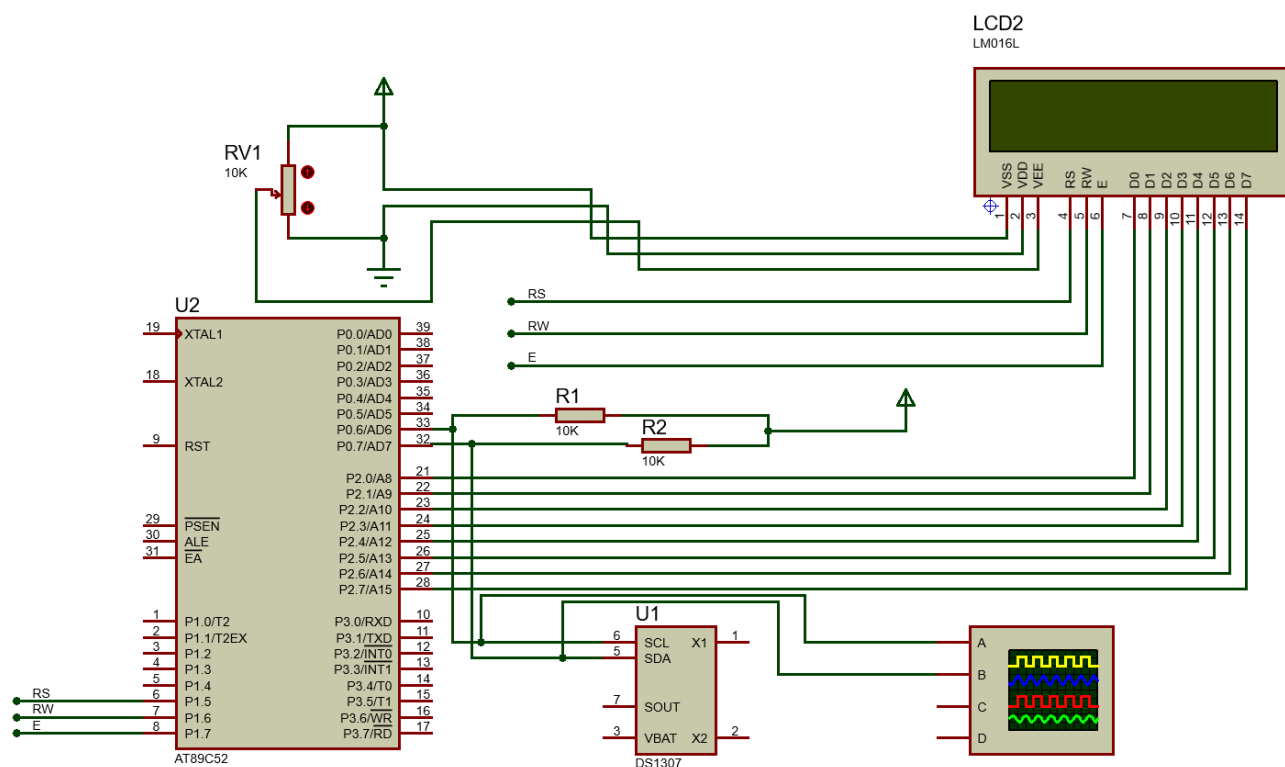 LCD2
LM016L
RV1
10K
VSS
VDD
VEE
RS
RW
E
D0
D1
D2
D3
D4
D5
D6
D7
1
2
3
4
5
6
7
8
9
10
11
12
13
14
RS
RW
E
U2
19 XTAL1 P0.0/AD0 39
P0.1/AD1 38
P0.2/AD2 37
18 XTAL2 P0.3/AD3 36
P0.4/AD4 35
P0.5/AD5 34
P0.6/AD6 33
9 RST P0.7/AD7 32
P2.0/A8 21
P2.1/A9 22
P2.2/A10 23
29 PSEN P2.3/A11 24
30 ALE P2.4/A12 25
31 EA P2.5/A13 26
P2.6/A14 27
P2.7/A15 28
1 P1.0/T2 P3.0/RXD 10
2 P1.1/T2EX P3.1/TXD 11
3 P1.2 P3.2/INT0 12
4 P1.3 P3.3/INT1 13
5 P1.4 P3.4/T0 14
RS 6 P1.5 P3.5/T1 15
RW 7 P1.6 P3.6/WR 16
E 8 P1.7 P3.7/RD 17
AT89C52
R1
10K
R2
10K
U1
6 SCL X1 1
5 SDA
7 SOUT
3 VBAT X2 2
DS1307
A
B
C
D